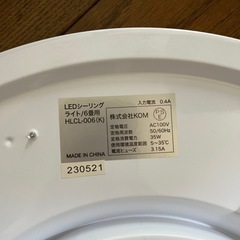 LEDシーリング
ライト/6畳用
HLCL-006(K)
MADE IN CHINA
230521
入力電流 0.4A
株式会社KOM
定格電圧 AC100V
定格周波数 50/60Hz
定格消費電力 35W
使用環境温度範囲 5~35℃
電流ヒューズ 3.15A